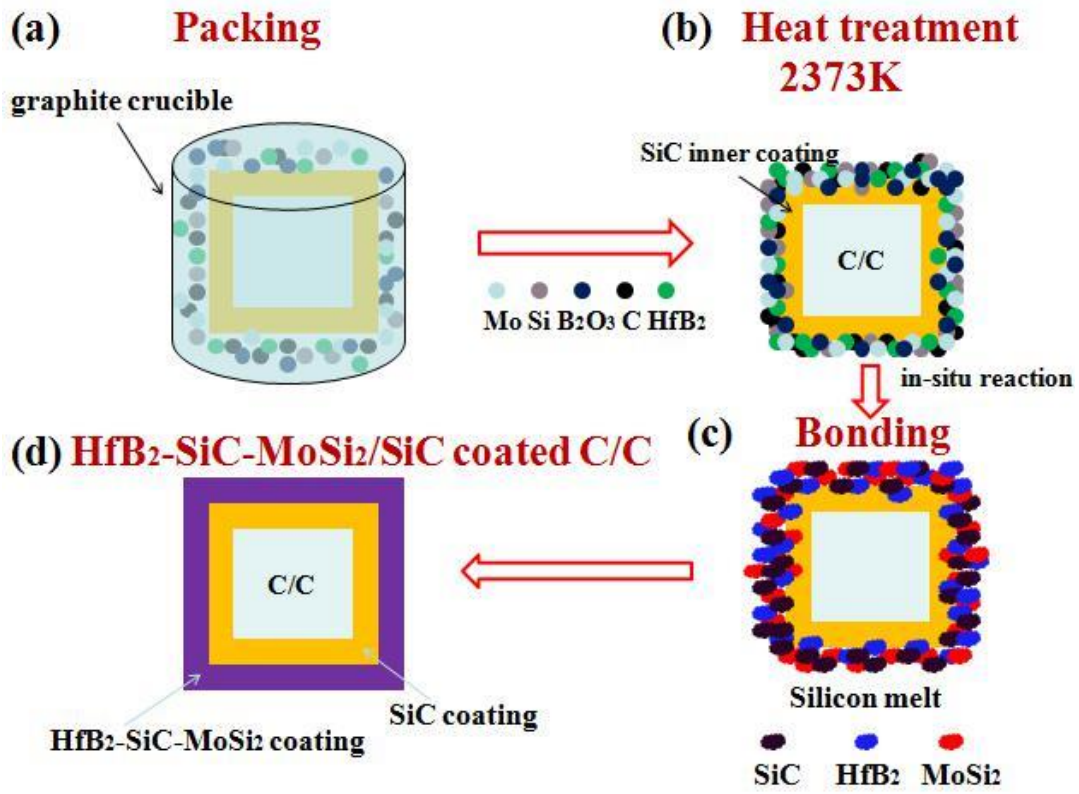 (a) Packing
graphite crucible
(b) Heat treatment
2373K
SiC inner coating
C/C
Mo Si B₂O₃ C HfB₂
in-situ reaction
(c) Bonding
Silicon melt
SiC HfB₂ MoSi₂
(d) HfB₂-SiC-MoSi₂/SiC coated C/C
C/C
SiC coating
HfB₂-SiC-MoSi₂ coating